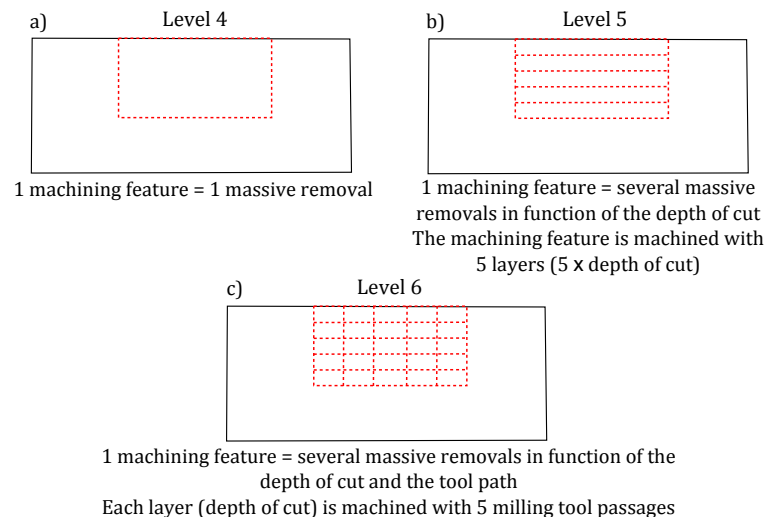 a)
Level 4
1 machining feature = 1 massive removal
b)
Level 5
1 machining feature = several massive
removals in function of the depth of cut
The machining feature is machined with
5 layers (5 x depth of cut)
c)
Level 6
1 machining feature = several massive removals in function of the
depth of cut and the tool path
Each layer (depth of cut) is machined with 5 milling tool passages